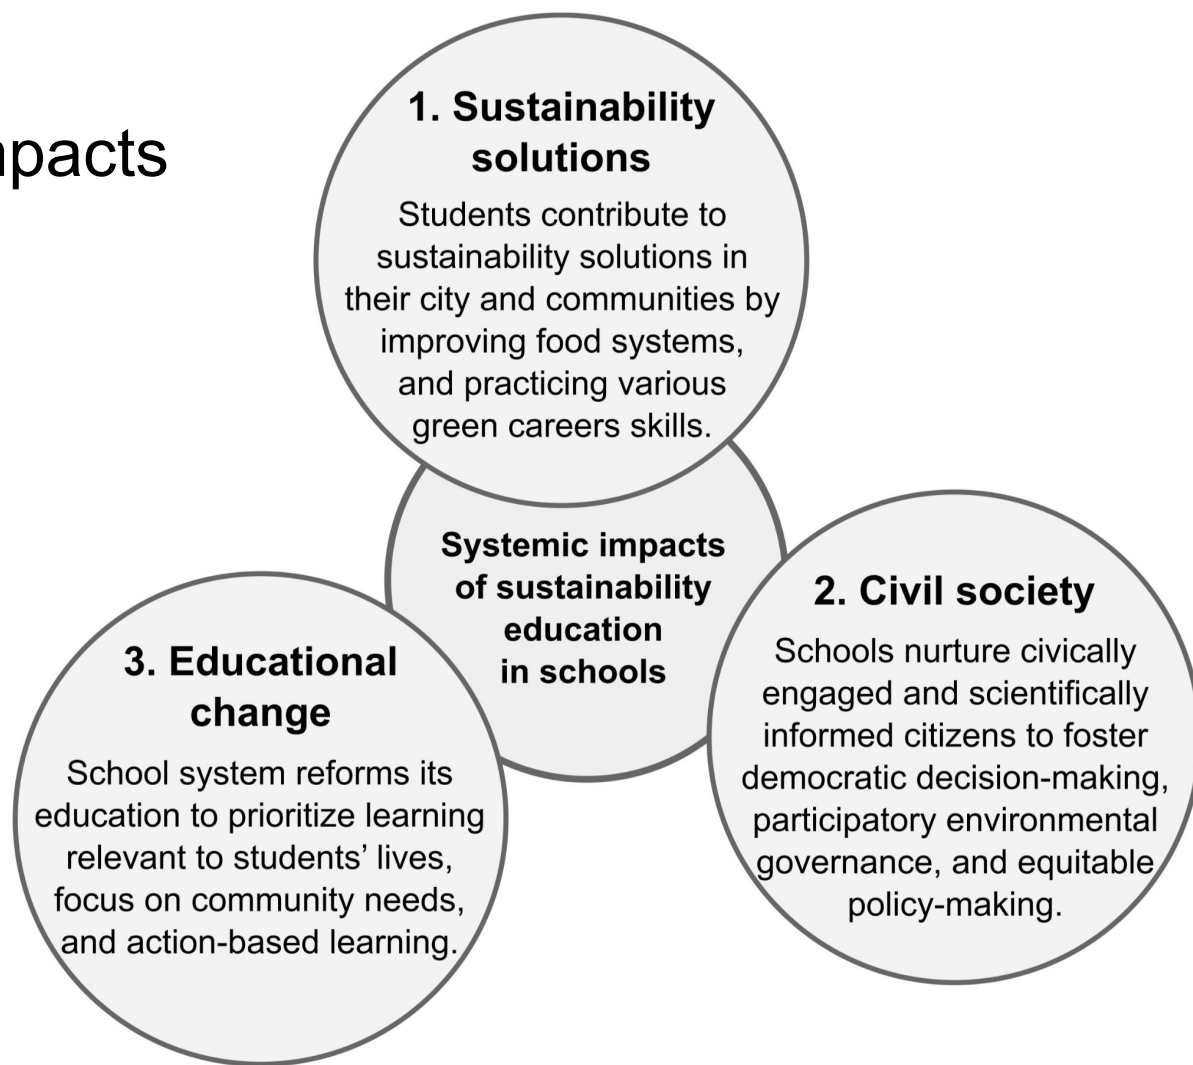 mpacts
1. Sustainability
solutions
Students contribute to
sustainability solutions in
their city and communities by
improving food systems,
and practicing various
green careers skills.
Systemic impacts
of sustainability
education
in schools
2. Civil society
Schools nurture civically
engaged and scientifically
informed citizens to foster
democratic decision-making,
participatory environmental
governance, and equitable
policy-making.
3. Educational
change
School system reforms its
education to prioritize learning
relevant to students’ lives,
focus on community needs,
and action-based learning.